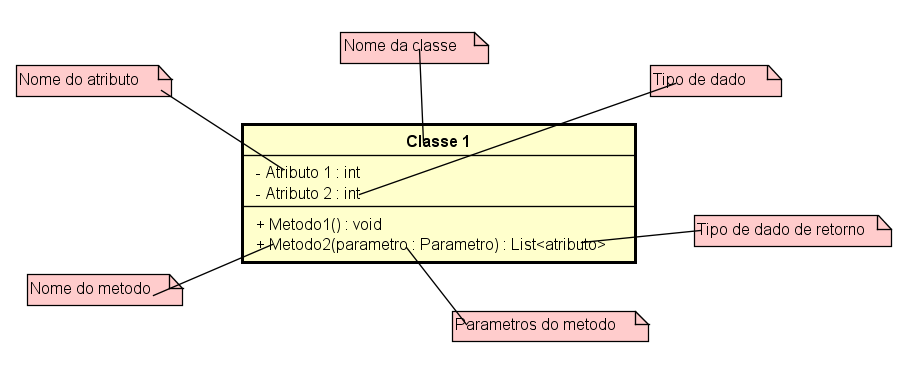 Nome da classe
Nome do atributo
Tipo de dado
Classe 1
- Atributo 1 : int
- Atributo 2 : int
+ Metodo1() : void
+ Metodo2(parametro : Parametro) : List<atributo>
Tipo de dado de retorno
Nome do metodo
Parametros do metodo